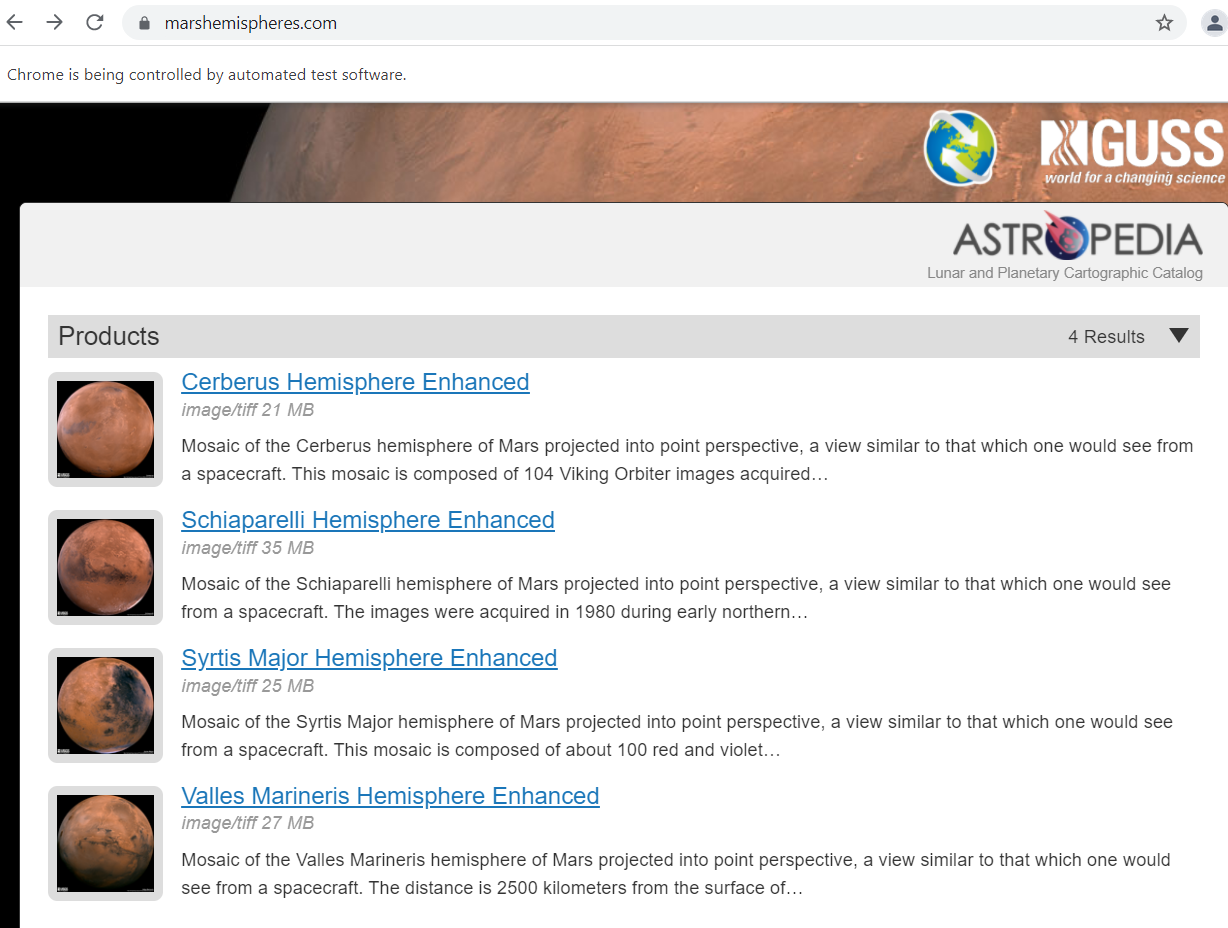 marshemispheres.com
Chrome is being controlled by automated test software.
GUSS
world for a changing science
ASTROPEDIA
Lunar and Planetary Cartographic Catalog
Products
4 Results
Cerberus Hemisphere Enhanced
image/tiff 21 MB
Mosaic of the Cerberus hemisphere of Mars projected into point perspective, a view similar to that which one would see from
a spacecraft. This mosaic is composed of 104 Viking Orbiter images acquired…
Schiaparelli Hemisphere Enhanced
image/tiff 35 MB
Mosaic of the Schiaparelli hemisphere of Mars projected into point perspective, a view similar to that which one would see
from a spacecraft. The images were acquired in 1980 during early northern…
Syrtis Major Hemisphere Enhanced
image/tiff 25 MB
Mosaic of the Syrtis Major hemisphere of Mars projected into point perspective, a view similar to that which one would see
from a spacecraft. This mosaic is composed of about 100 red and violet…
Valles Marineris Hemisphere Enhanced
image/tiff 27 MB
Mosaic of the Valles Marineris hemisphere of Mars projected into point perspective, a view similar to that which one would
see from a spacecraft. The distance is 2500 kilometers from the surface of…